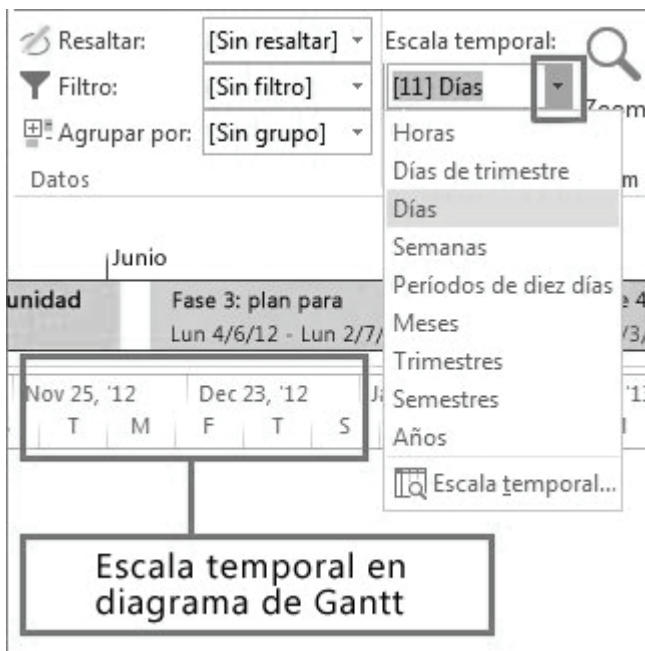 Resaltar: [Sin resaltar]
Filtro: [Sin filtro]
Agrupar por: [Sin grupo]
Datos
Escala temporal:
[11] Días
Horas
Días de trimestre
Días
Semanas
Períodos de diez días
Meses
Trimestres
Semestres
Años
Escala temporal...
Junio
unidad
Fase 3: plan para
Lun 4/6/12 - Lun 2/7/
Nov 25, '12 Dec 23, '12
T M F T S
Escala temporal en
diagrama de Gantt